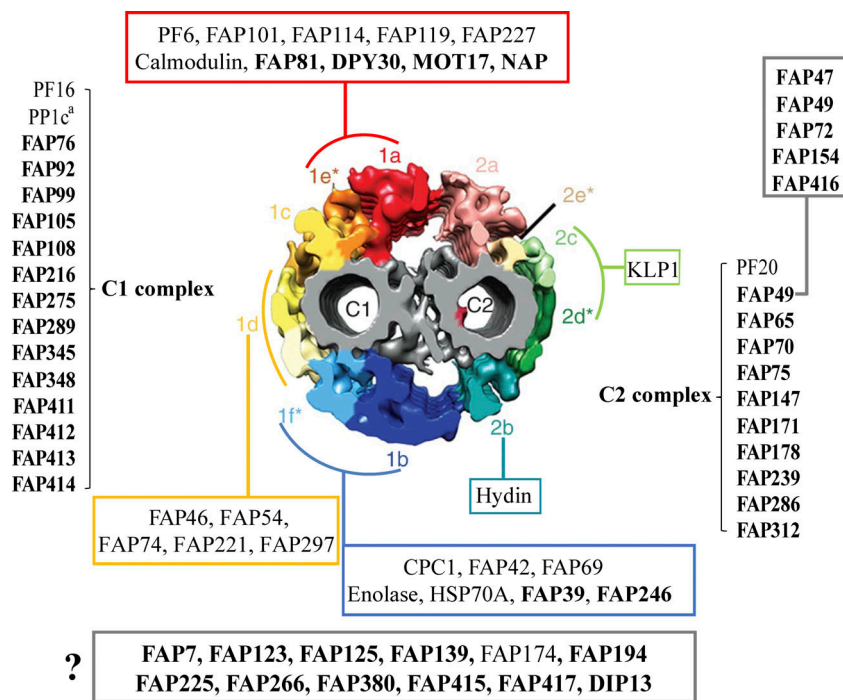 PF6, FAP101, FAP114, FAP119, FAP227
Calmodulin, FAP81, DPY30, MOT17, NAP
PF16
PP1cᵃ
FAP76
FAP92
FAP99
FAP105
FAP108
FAP216
FAP275
FAP289
FAP345
FAP348
FAP411
FAP412
FAP413
FAP414
C1 complex
1a
1e*
1c
1d
1f*
1b
2a
2e*
2c
2d*
2b
C1
C2
KLP1
Hydin
FAP47
FAP49
FAP72
FAP154
FAP416
C2 complex
PF20
FAP49
FAP65
FAP70
FAP75
FAP147
FAP171
FAP178
FAP239
FAP286
FAP312
FAP46, FAP54,
FAP74, FAP221, FAP297
CPC1, FAP42, FAP69
Enolase, HSP70A, FAP39, FAP246
?
FAP7, FAP123, FAP125, FAP139, FAP174, FAP194
FAP225, FAP266, FAP380, FAP415, FAP417, DIP13